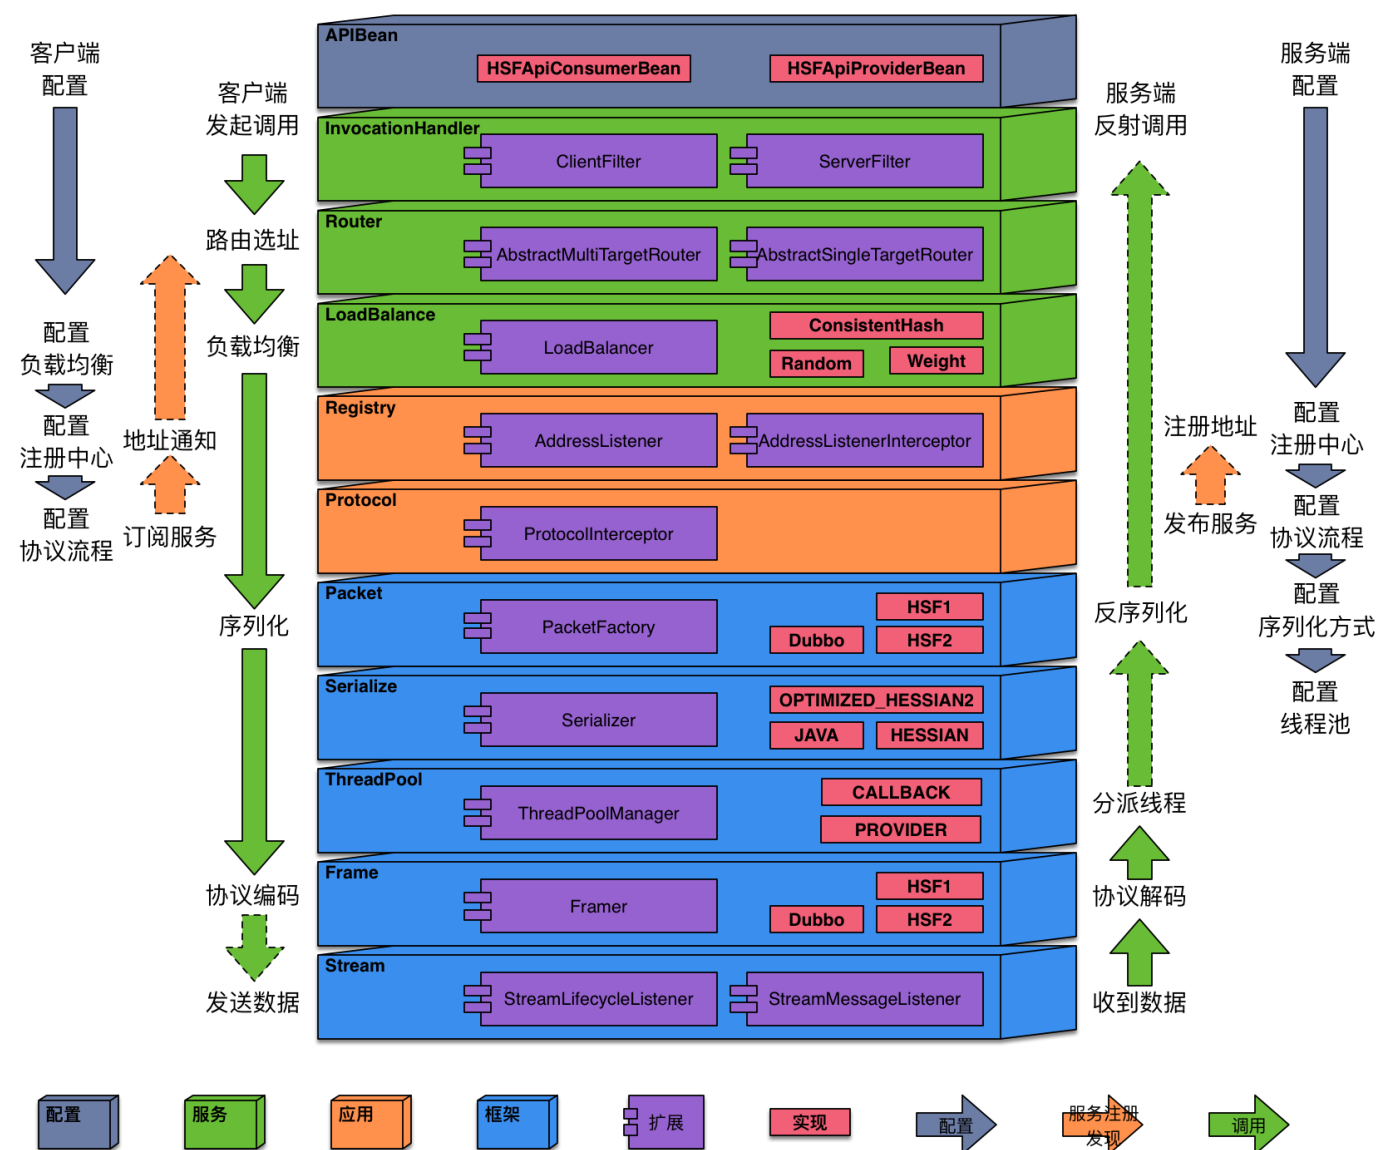 客户端
配置
配置
负载均衡
配置
注册中心
配置
协议流程
地址通知
订阅服务
客户端
发起调用
路由选址
负载均衡
序列化
协议编码
发送数据
APIBean
HSFApiConsumerBean
HSFApiProviderBean
InvocationHandler
ClientFilter
ServerFilter
Router
AbstractMultiTargetRouter
AbstractSingleTargetRouter
LoadBalance
LoadBalancer
ConsistentHash
Random
Weight
Registry
AddressListener
AddressListenerInterceptor
Protocol
ProtocolInterceptor
Packet
PacketFactory
HSF1
Dubbo
HSF2
Serialize
Serializer
OPTIMIZED_HESSIAN2
JAVA
HESSIAN
ThreadPool
ThreadPoolManager
CALLBACK
PROVIDER
Frame
Framer
HSF1
Dubbo
HSF2
Stream
StreamLifecycleListener
StreamMessageListener
服务端
反射调用
反序列化
分派线程
协议解码
收到数据
注册地址
发布服务
服务端
配置
配置
注册中心
配置
协议流程
配置
序列化方式
配置
线程池
配置
服务
应用
框架
扩展
实现
配置
服务注册
发现
调用